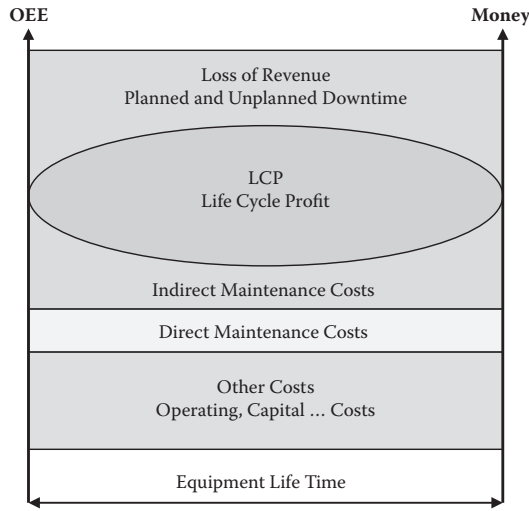 OEE
Money
Loss of Revenue
Planned and Unplanned Downtime
LCP
Life Cycle Profit
Indirect Maintenance Costs
Direct Maintenance Costs
Other Costs
Operating, Capital ... Costs
Equipment Life Time